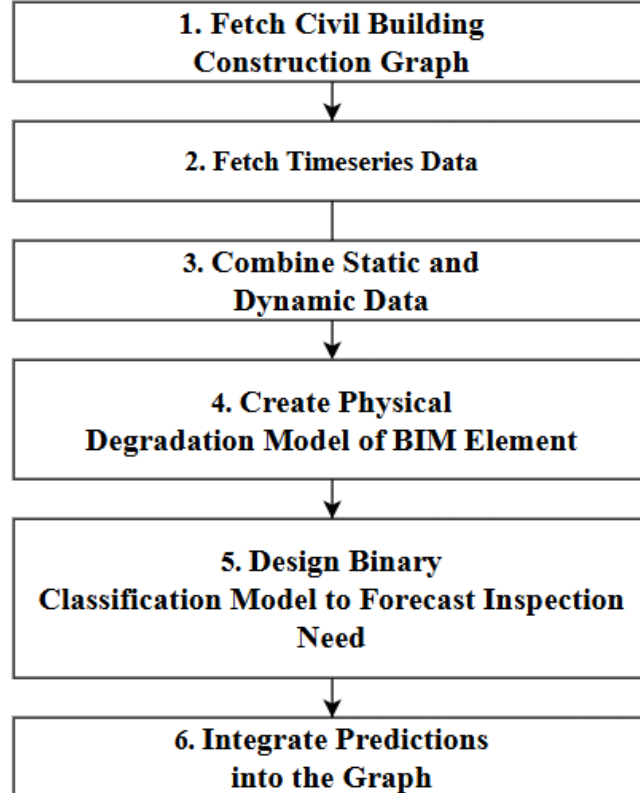 1. Fetch Civil Building
Construction Graph
2. Fetch Timeseries Data
3. Combine Static and
Dynamic Data
4. Create Physical
Degradation Model of BIM Element
5. Design Binary
Classification Model to Forecast Inspection
Need
6. Integrate Predictions
into the Graph